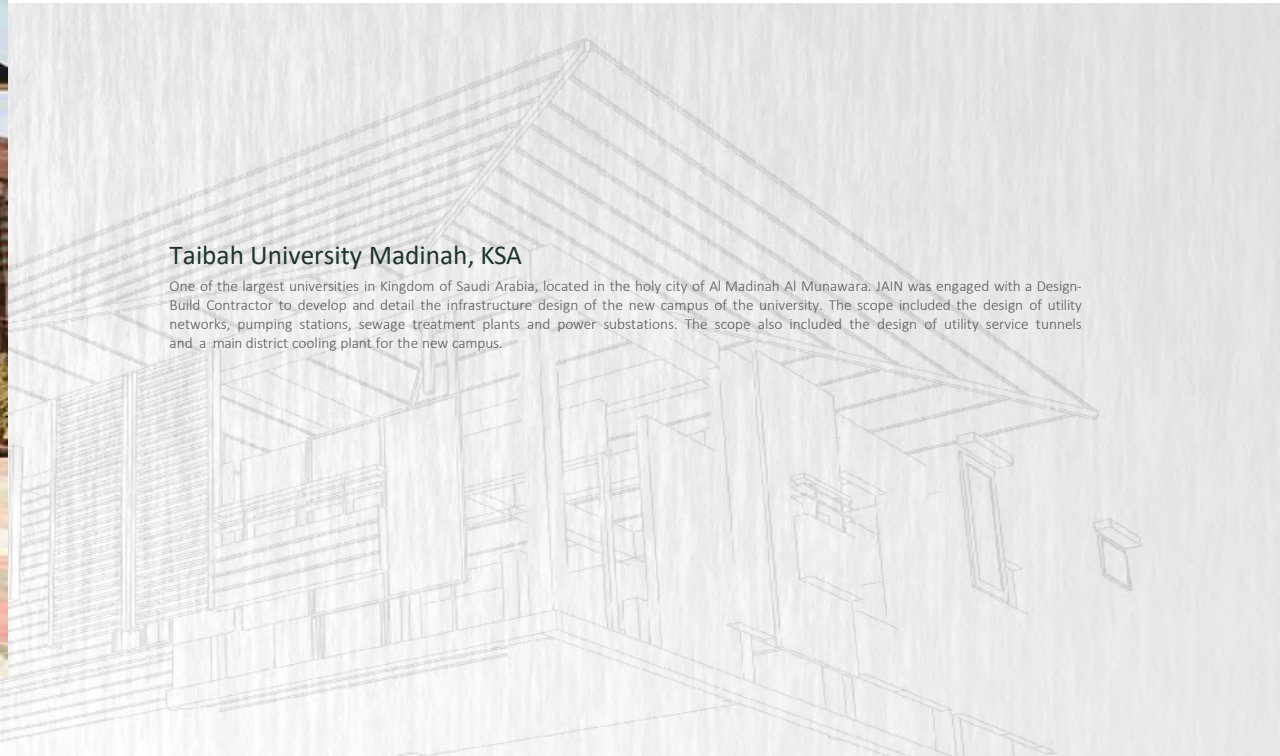 Taibah University Madinah, KSA
One of the largest universities in Kingdom of Saudi Arabia, located in the holy city of Al Madinah Al Munawara. JAIN was engaged with a Design-
Build Contractor to develop and detail the infrastructure design of the new campus of the university. The scope included the design of utility
networks, pumping stations, sewage treatment plants and power substations. The scope also included the design of utility service tunnels
and a main district cooling plant for the new campus.